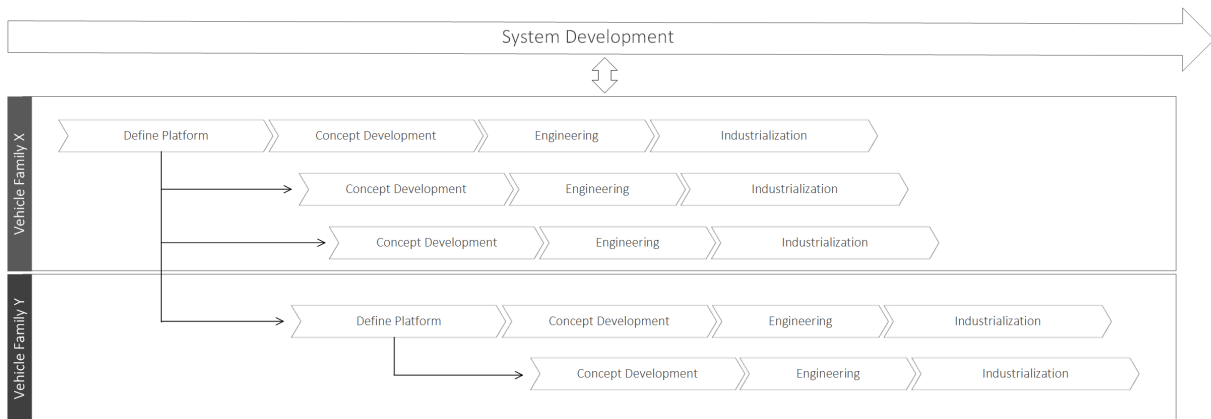 System Development
Vehicle Family X
Define Platform Concept Development Engineering Industrialization
Concept Development Engineering Industrialization
Concept Development Engineering Industrialization
Vehicle Family Y
Define Platform Concept Development Engineering Industrialization
Concept Development Engineering Industrialization